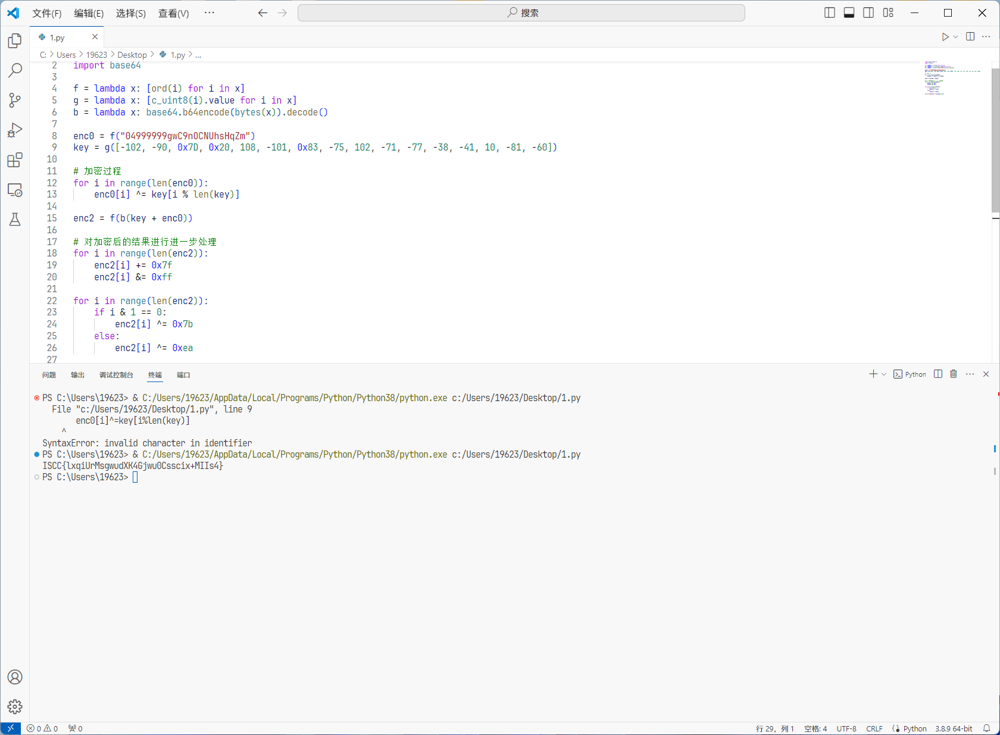 文件(F) 编辑(E) 选择(S) 查看(V) ··· 搜索
1.py
C: > Users > 19623 > Desktop > 1.py > ...
2 import base64
3
4 f = lambda x: [ord(i) for i in x]
5 g = lambda x: [c_uint8(i).value for i in x]
6 b = lambda x: base64.b64encode(bytes(x)).decode()
7
8 enc0 = f("04999999gwC9nOCNUhsHqZm")
9 key = g([-102, -90, 0x7D, 0x20, 108, -101, 0x83, -75, 102, -71, -77, -38, -41, 10, -81, -60])
10
11 # 加密过程
12 for i in range(len(enc0)):
13 enc0[i] ^= key[i % len(key)]
14
15 enc2 = f(b(key + enc0))
16
17 # 对加密后的结果进行进一步处理
18 for i in range(len(enc2)):
19 enc2[i] += 0x7f
20 enc2[i] &= 0xff
21
22 for i in range(len(enc2)):
23 if i & 1 == 0:
24 enc2[i] ^= 0x7b
25 else:
26 enc2[i] ^= 0xea
27
问题 输出 调试控制台 终端 端口 Python
PS C:\Users\19623> & C:/Users/19623/AppData/Local/Programs/Python/Python38/python.exe c:/Users/19623/Desktop/1.py
File "c:/Users/19623/Desktop/1.py", line 9
enc0[i]^=key[i%len(key)]
^
SyntaxError: invalid character in identifier
PS C:\Users\19623> & C:/Users/19623/AppData/Local/Programs/Python/Python38/python.exe c:/Users/19623/Desktop/1.py
ISCC{lxqiUrMsgwudXK4Gjwu0Csscix+MIIs4}
PS C:\Users\19623>
0 0 0 行 29, 列 1 空格: 4 UTF-8 CRLF Python 3.8.9 64-bit